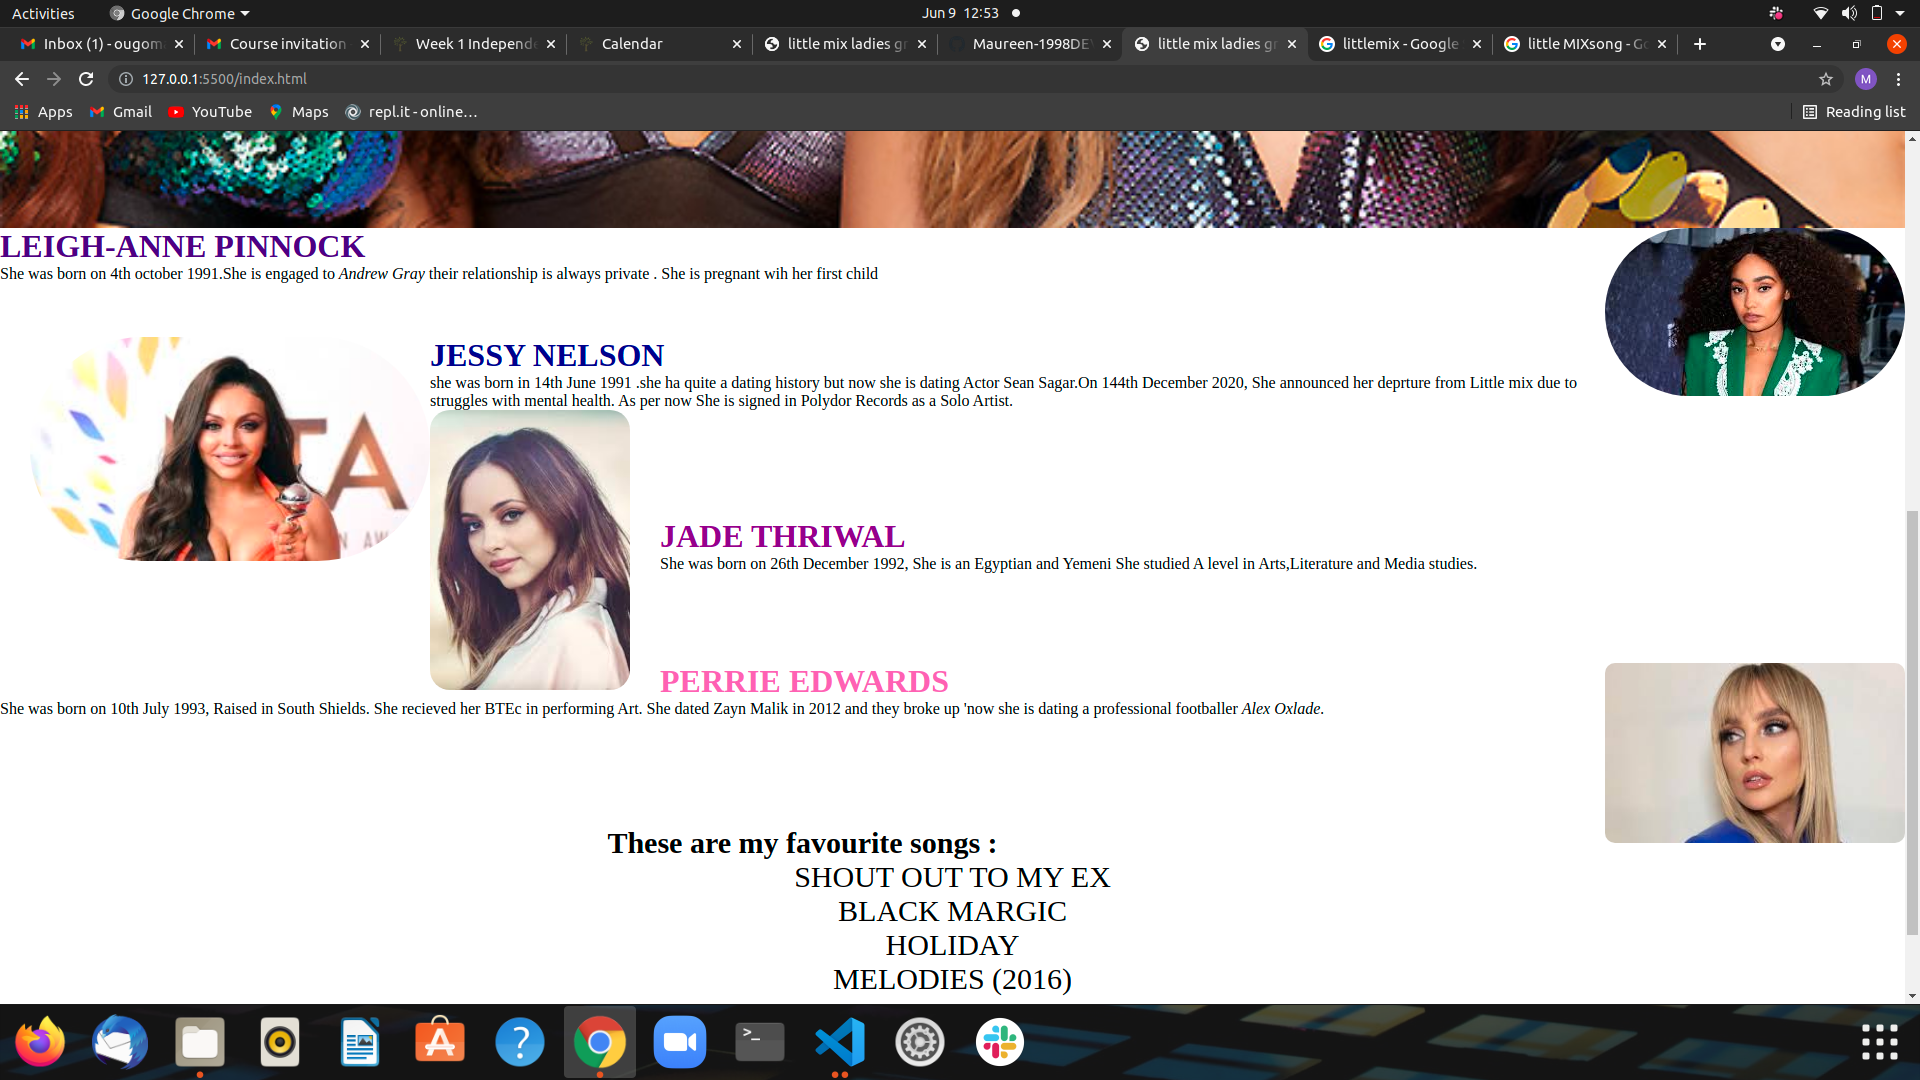 Activities
Google Chrome
Jun 9 12:53
Inbox (1) - ougom
Course invitation
Week 1 Independe
Calendar
little mix ladies gr
Maureen-1998DE
little mix ladies gr
littlemix - Google
little MIXsong - Go
127.0.0.1:5500/index.html
M
Apps
Gmail
YouTube
Maps
repl.it - online...
Reading list
LEIGH-ANNE PINNOCK
She was born on 4th october 1991.She is engaged to Andrew Gray their relationship is always private . She is pregnant wih her first child
JESSY NELSON
she was born in 14th June 1991 .she ha quite a dating history but now she is dating Actor Sean Sagar.On 144th December 2020, She announced her deprture from Little mix due to
struggles with mental health. As per now She is signed in Polydor Records as a Solo Artist.
JADE THRIWAL
She was born on 26th December 1992, She is an Egyptian and Yemeni She studied A level in Arts,Literature and Media studies.
PERRIE EDWARDS
She was born on 10th July 1993, Raised in South Shields. She recieved her BTEc in performing Art. She dated Zayn Malik in 2012 and they broke up 'now she is dating a professional footballer Alex Oxlade.
These are my favourite songs :
SHOUT OUT TO MY EX
BLACK MARGIC
HOLIDAY
MELODIES (2016)